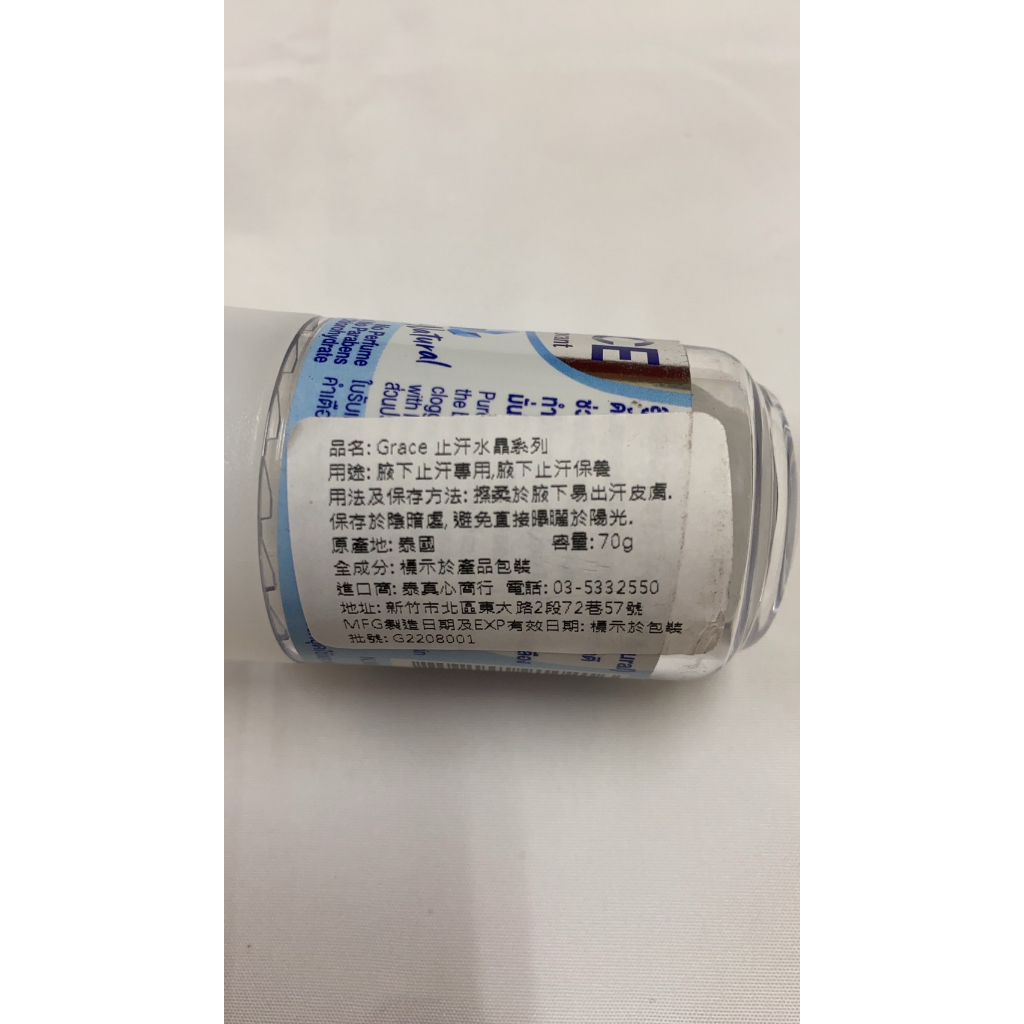 品名: Grace 止汗水晶系列
用途: 腋下止汗專用,腋下止汗保養
用法及保存方法: 擦柔於腋下易出汗皮膚.
保存於陰暗處, 避免直接曝曬於陽光.
原產地: 泰國 容量: 70g
全成分: 標示於產品包裝
進口商: 泰真心商行 電話: 03-5332550
地址: 新竹市北區東大路2段72巷57號
MFG製造日期及EXP有效日期: 標示於包裝
批號: G2208001
No Perfume
No Parabens
Natural
CE